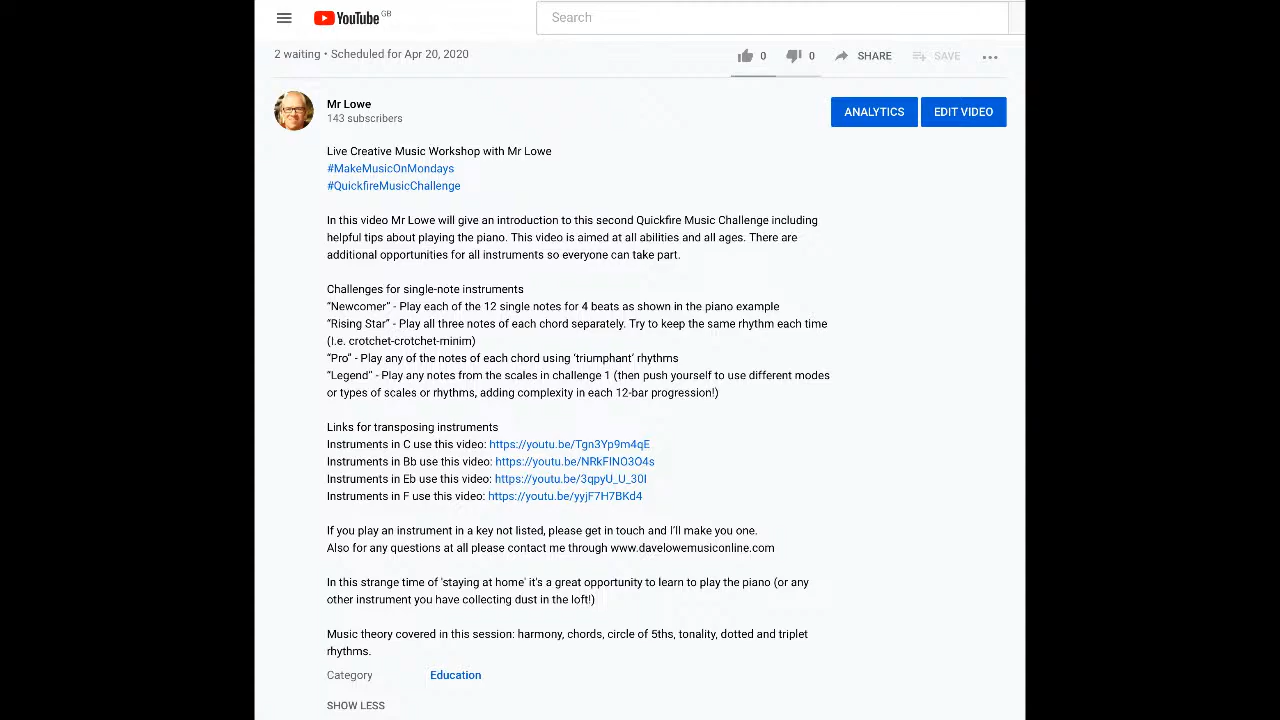 YouTube GB
Search
2 waiting • Scheduled for Apr 20, 2020
0 0 SHARE SAVE
Mr Lowe
143 subscribers
ANALYTICS EDIT VIDEO
Live Creative Music Workshop with Mr Lowe
#MakeMusicOnMondays
#QuickfireMusicChallenge
In this video Mr Lowe will give an introduction to this second Quickfire Music Challenge including
helpful tips about playing the piano. This video is aimed at all abilities and all ages. There are
additional opportunities for all instruments so everyone can take part.
Challenges for single-note instruments
“Newcomer” - Play each of the 12 single notes for 4 beats as shown in the piano example
“Rising Star” - Play all three notes of each chord separately. Try to keep the same rhythm each time
(I.e. crotchet-crotchet-minim)
“Pro” - Play any of the notes of each chord using ‘triumphant’ rhythms
“Legend” - Play any notes from the scales in challenge 1 (then push yourself to use different modes
or types of scales or rhythms, adding complexity in each 12-bar progression!)
Links for transposing instruments
Instruments in C use this video: https://youtu.be/Tgn3Yp9m4qE
Instruments in Bb use this video: https://youtu.be/NRkFINO3O4s
Instruments in Eb use this video: https://youtu.be/3qpyU_U_30I
Instruments in F use this video: https://youtu.be/yyjF7H7BKd4
If you play an instrument in a key not listed, please get in touch and I’ll make you one.
Also for any questions at all please contact me through www.davelowemusiconline.com
In this strange time of 'staying at home' it's a great opportunity to learn to play the piano (or any
other instrument you have collecting dust in the loft!)
Music theory covered in this session: harmony, chords, circle of 5ths, tonality, dotted and triplet
rhythms.
Category Education
SHOW LESS